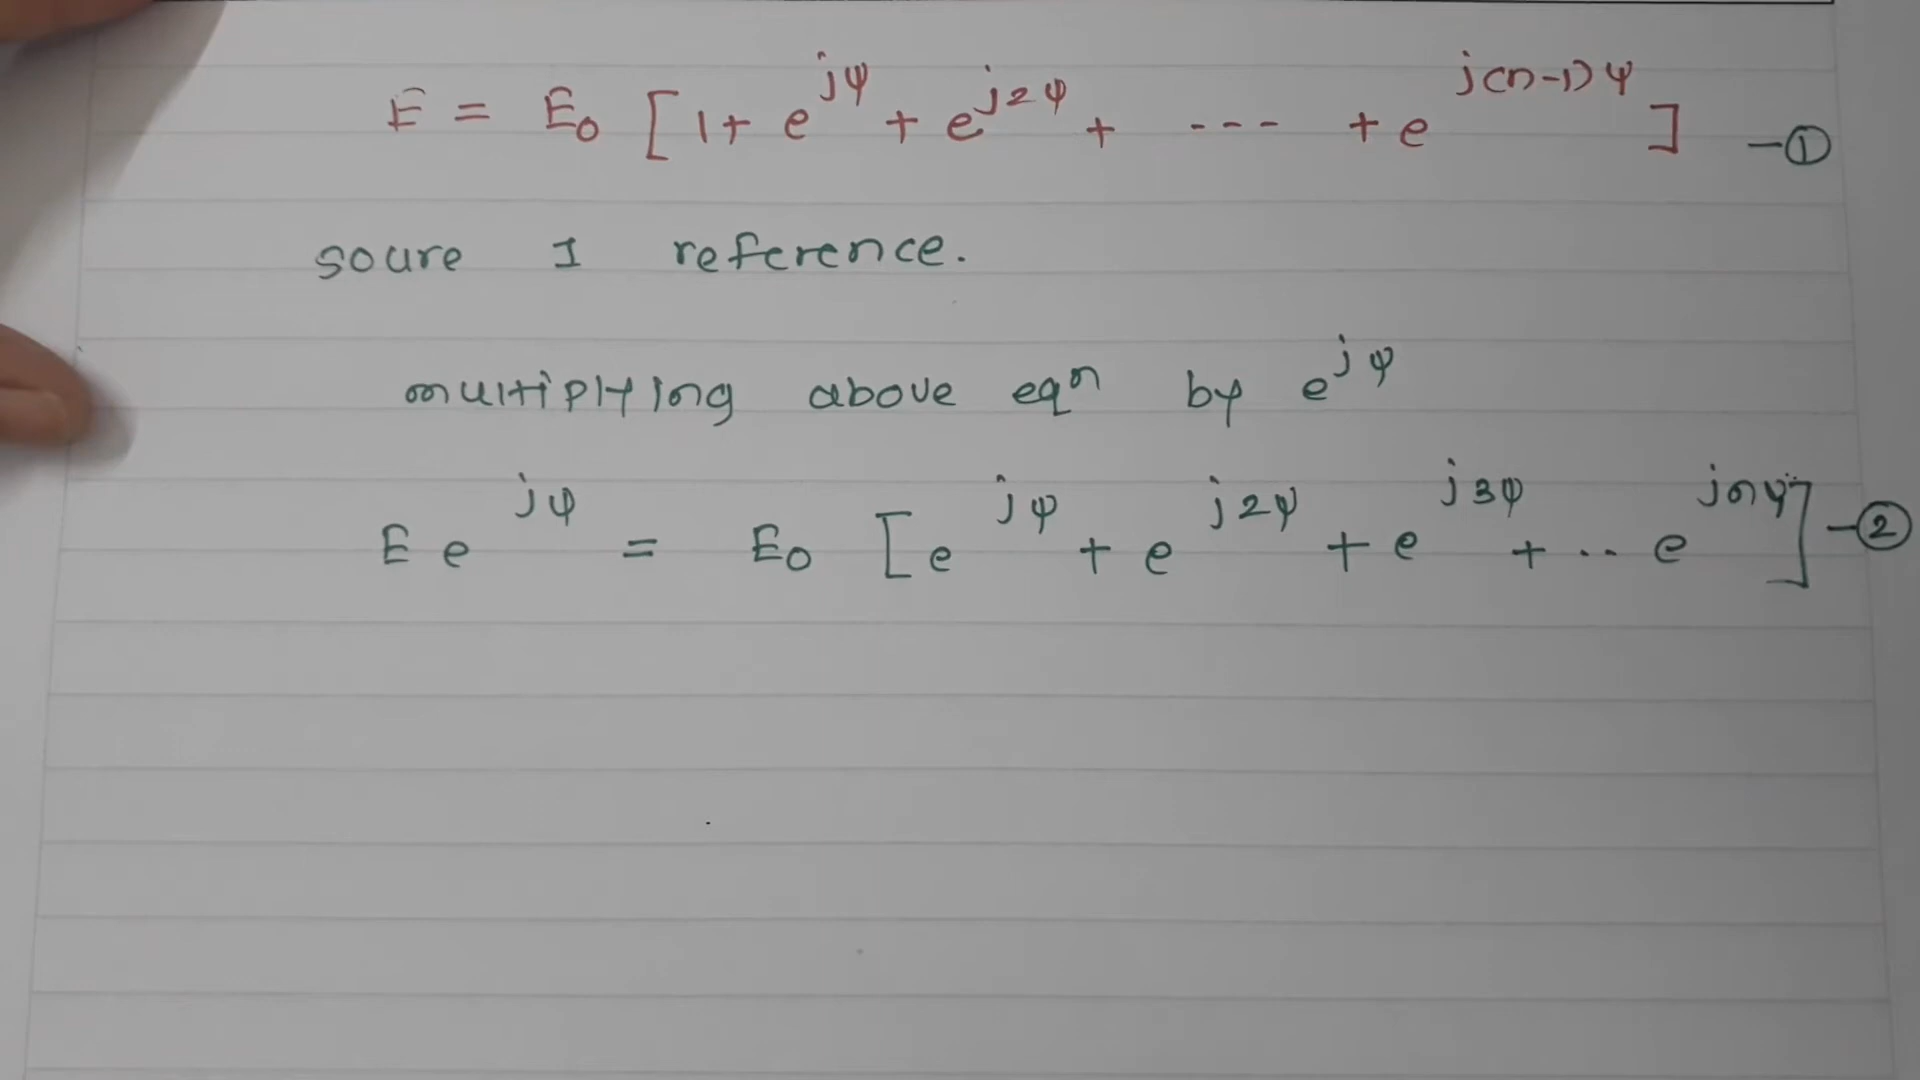 E = E₀ [1 + e^{jψ} + e^{j2ψ} + --- + e^{j(n-1)ψ}] -①
soure 1 reference.
multiplying above eqⁿ by e^{jψ}
E e^{jψ} = E₀ [e^{jψ} + e^{j2ψ} + e^{j3ψ} + .. e^{jnψ}] -②